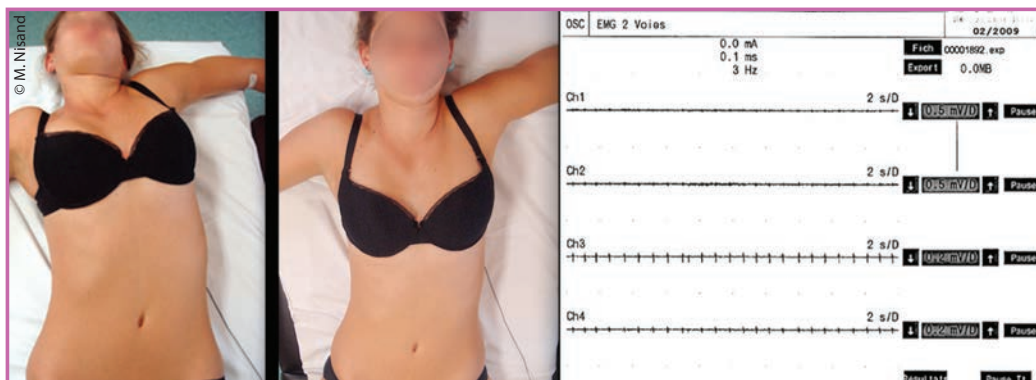 © M. Nisand
OSC EMG 2 Voies
02/2009
0.0 mA
0.1 ms
3 Hz
Fich 00001892.exp
Export 0.0MB
Ch1 2 s/D
↓ 0.5 mV/D ↑ Pause
Ch2 2 s/D
↓ 0.5 mV/D ↑ Pause
Ch3 2 s/D
↓ 0.2 mV/D ↑ Pause
Ch4 2 s/D
↓ 0.2 mV/D ↑ Pause